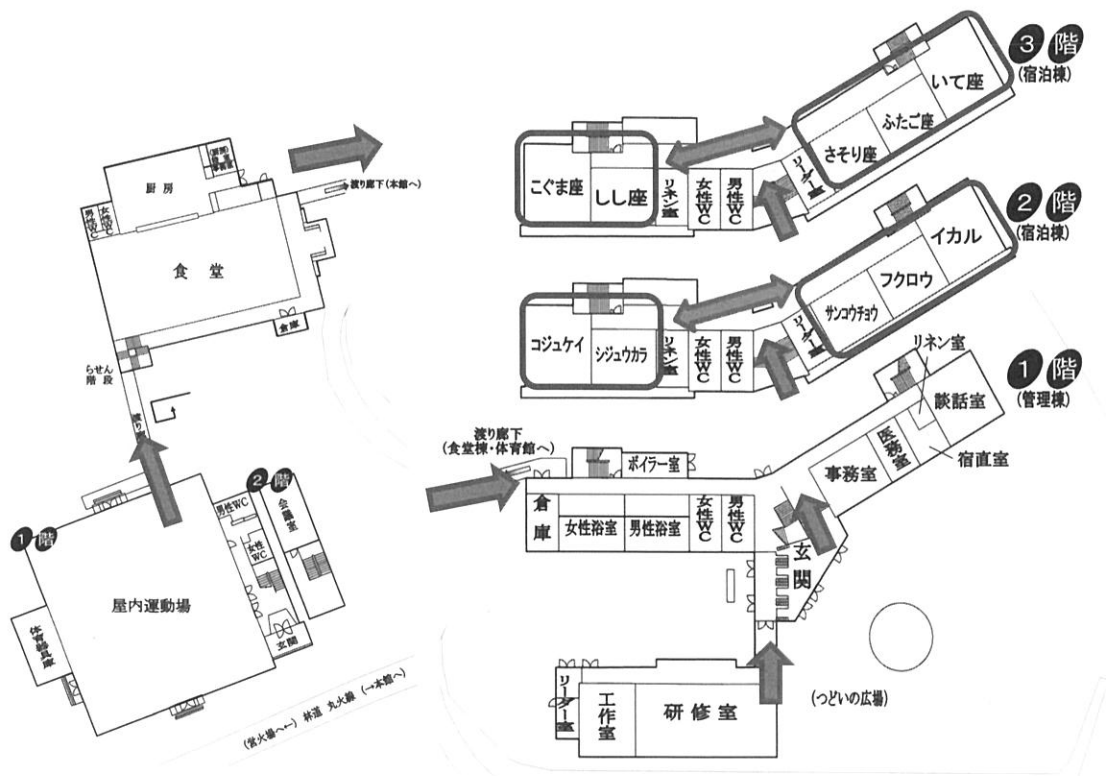 3階
(宿泊棟)
いて座
ふたご座
さそり座
リーダー室
こぐま座
しし座
リネン室
女性WC
男性WC
2階
(宿泊棟)
イカル
フクロウ
サンコウチョウ
リーダー室
コジュケイ
シジュウカラ
リネン室
女性WC
男性WC
1階
(管理棟)
リネン室
談話室
医務室
宿直室
事務室
渡り廊下
(食堂棟・体育館へ)
ボイラー室
倉庫
女性浴室
男性浴室
女性WC
男性WC
玄関
(つどいの広場)
リーダー室
工作室
研修室
厨房
渡り廊下(本館へ)
男性WC
女性WC
食堂
倉庫
らせん
階段
渡り廊
1階
2階
男性WC
会議室
女性WC
屋内運動場
体育器具庫
玄関
(営火場へ←) 林道 丸火線 (→本館へ)